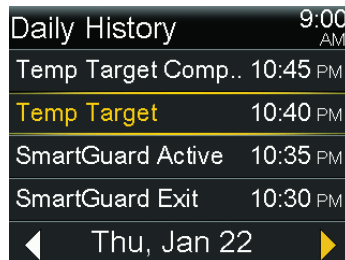 Daily History 9:00 AM
Temp Target Comp.. 10:45 PM
Temp Target 10:40 PM
SmartGuard Active 10:35 PM
SmartGuard Exit 10:30 PM
Thu, Jan 22